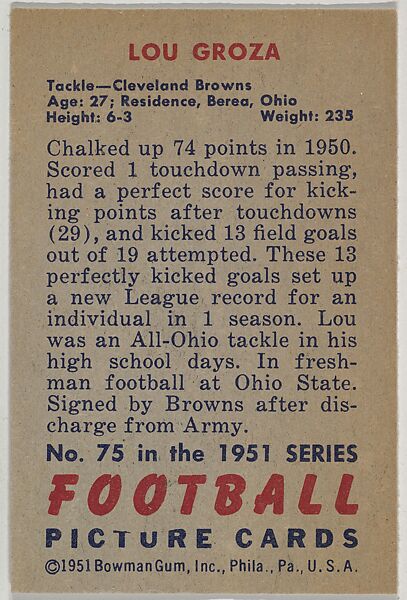 LOU GROZA
Tackle—Cleveland Browns
Age: 27; Residence, Berea, Ohio
Height: 6-3 Weight: 235
Chalked up 74 points in 1950.
Scored 1 touchdown passing,
had a perfect score for kick-
ing points after touchdowns
(29), and kicked 13 field goals
out of 19 attempted. These 13
perfectly kicked goals set up
a new League record for an
individual in 1 season. Lou
was an All-Ohio tackle in his
high school days. In fresh-
man football at Ohio State.
Signed by Browns after dis-
charge from Army.
No. 75 in the 1951 SERIES
FOOTBALL
PICTURE CARDS
©1951 Bowman Gum, Inc., Phila., Pa., U.S.A.